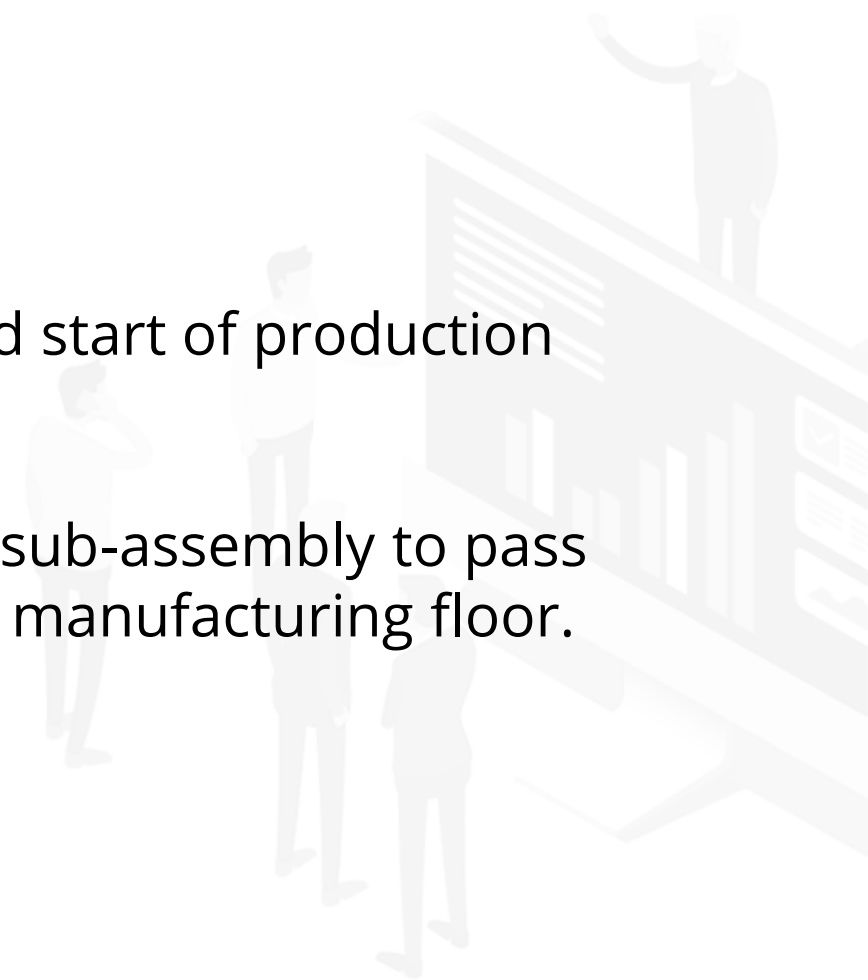 d start of production
sub-assembly to pass
manufacturing floor.